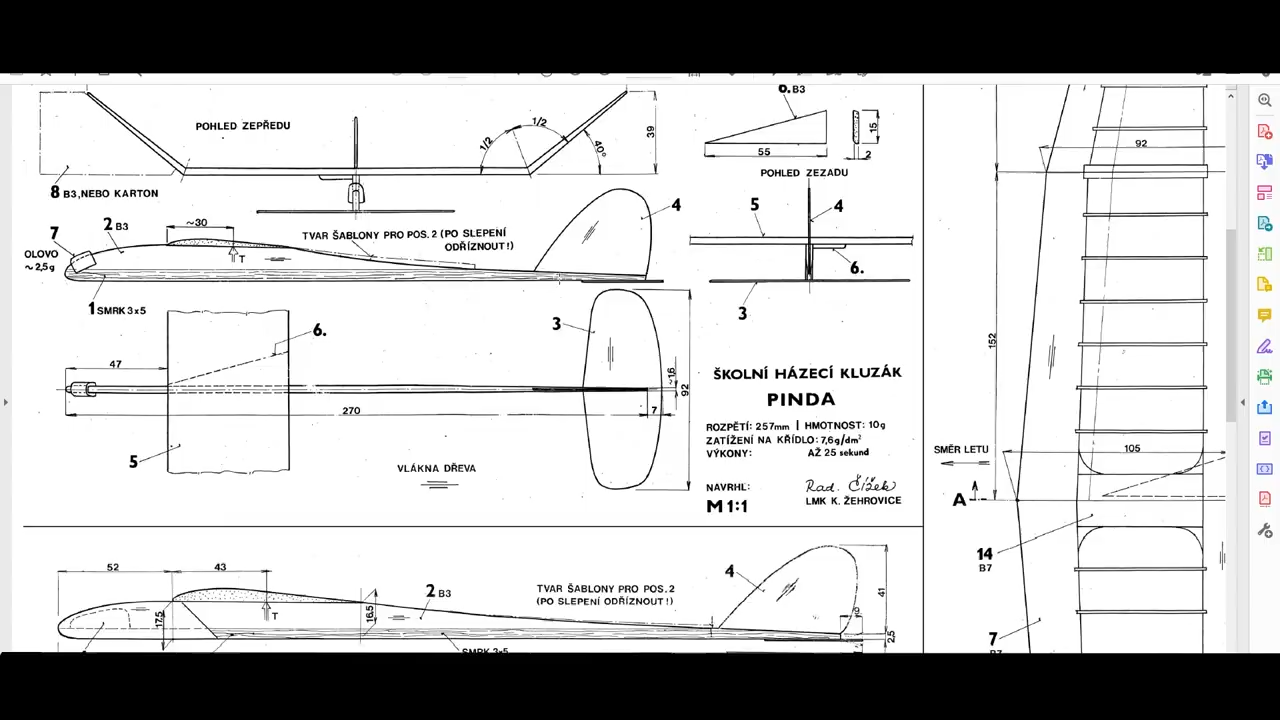 6. B3
POHLED ZEPŘEDU
1/2
1/2
40°
39
15
55
2
92
POHLED ZEZADU
8 B3, NEBO KARTON
7
2 B3
~30
4
5
4
TVAR ŠABLONY PRO POS. 2 (PO SLEPENÍ
ODŘÍZNOUT!)
OLOVO
~ 2,5g
T
6.
1 SMRK 3x5
3
3
6.
152
47
~16
92
ŠKOLNÍ HÁZECÍ KLUZÁK
PINDA
270
7
ROZPĚTÍ: 257mm | HMOTNOST: 10g
ZATÍŽENÍ NA KŘÍDLO: 7,6g/dm²
VÝKONY: AŽ 25 sekund
5
VLÁKNA DŘEVA
SMĚR LETU
105
NAVRHL: Rad. Čížek
M 1:1 LMK K. ŽEHROVICE
A
14
B7
52
43
4
2 B3
TVAR ŠABLONY PRO POS. 2
(PO SLEPENÍ ODŘÍZNOUT!)
41
17,5
T
16,5
2,5
7
B7
SMRK 3x5